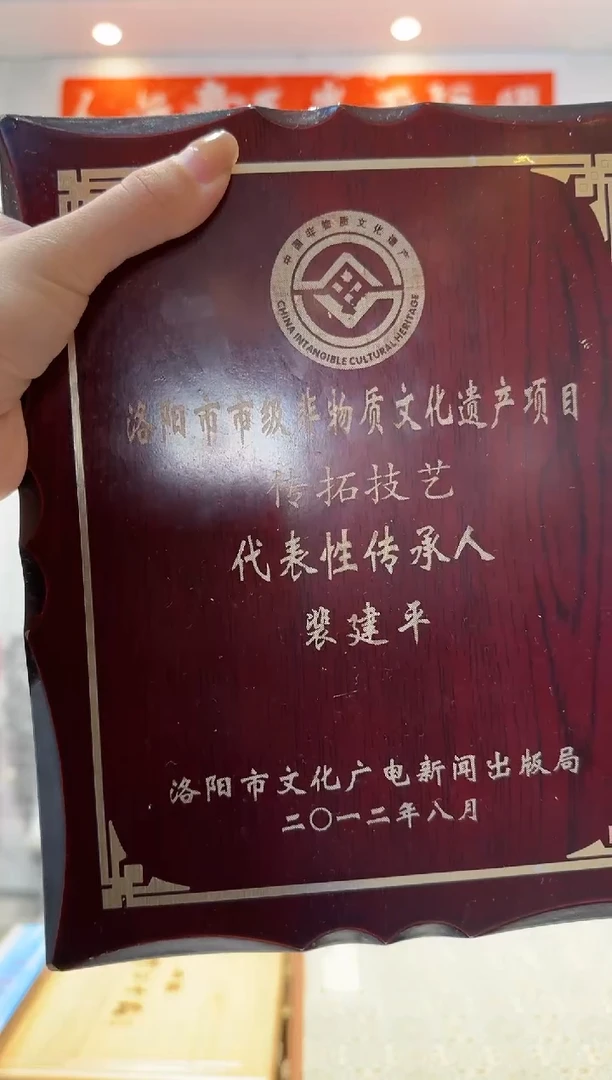 中国非物质文化遗产
CHINA INTANGIBLE CULTURAL HERITAGE
洛阳市市级非物质文化遗产项目
传拓技艺
代表性传承人
裴建平
洛阳市文化广电新闻出版局
二〇一二年八月